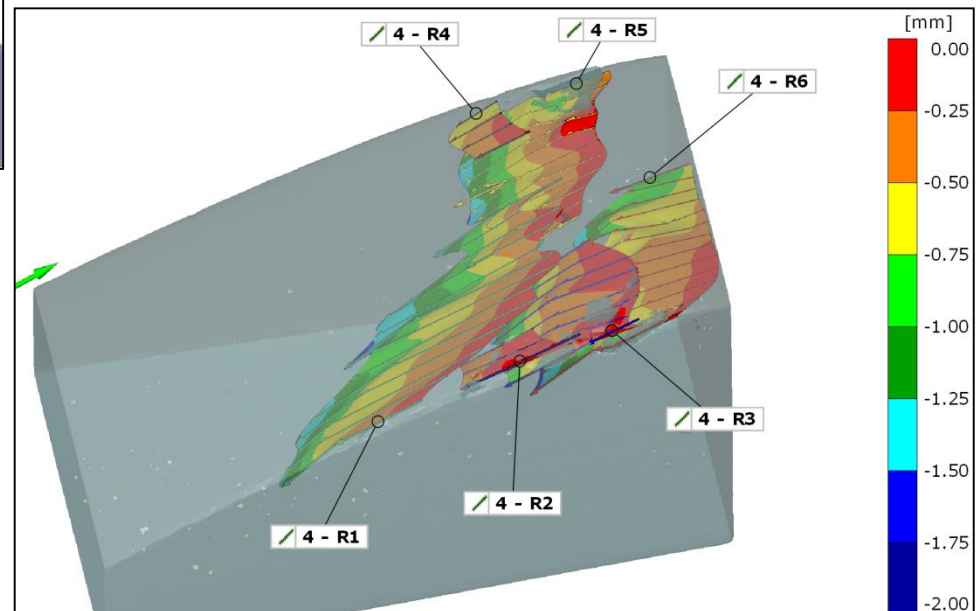 [mm]
4 - R4
4 - R5
4 - R6
4 - R3
4 - R2
4 - R1
0.00
-0.25
-0.50
-0.75
-1.00
-1.25
-1.50
-1.75
-2.00